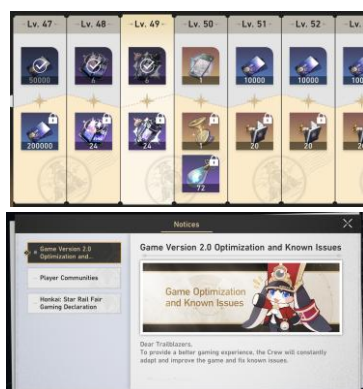 Lv. 47
Lv. 48
Lv. 49
Lv. 50
Lv. 51
Lv. 52
Lv.
50000
6
6
1
10000
10000
100
200000
24
24
1
20
20
72
Notices
Game Version 2.0
Optimization and...
Player Communities
Honkai: Star Rail Fair
Gaming Declaration
Game Version 2.0 Optimization and Known Issues
Game Optimization
and Known Issues
Dear Trailblazers,
To provide a better gaming experience, the Crew will constantly
adapt and improve the game and fix known issues.